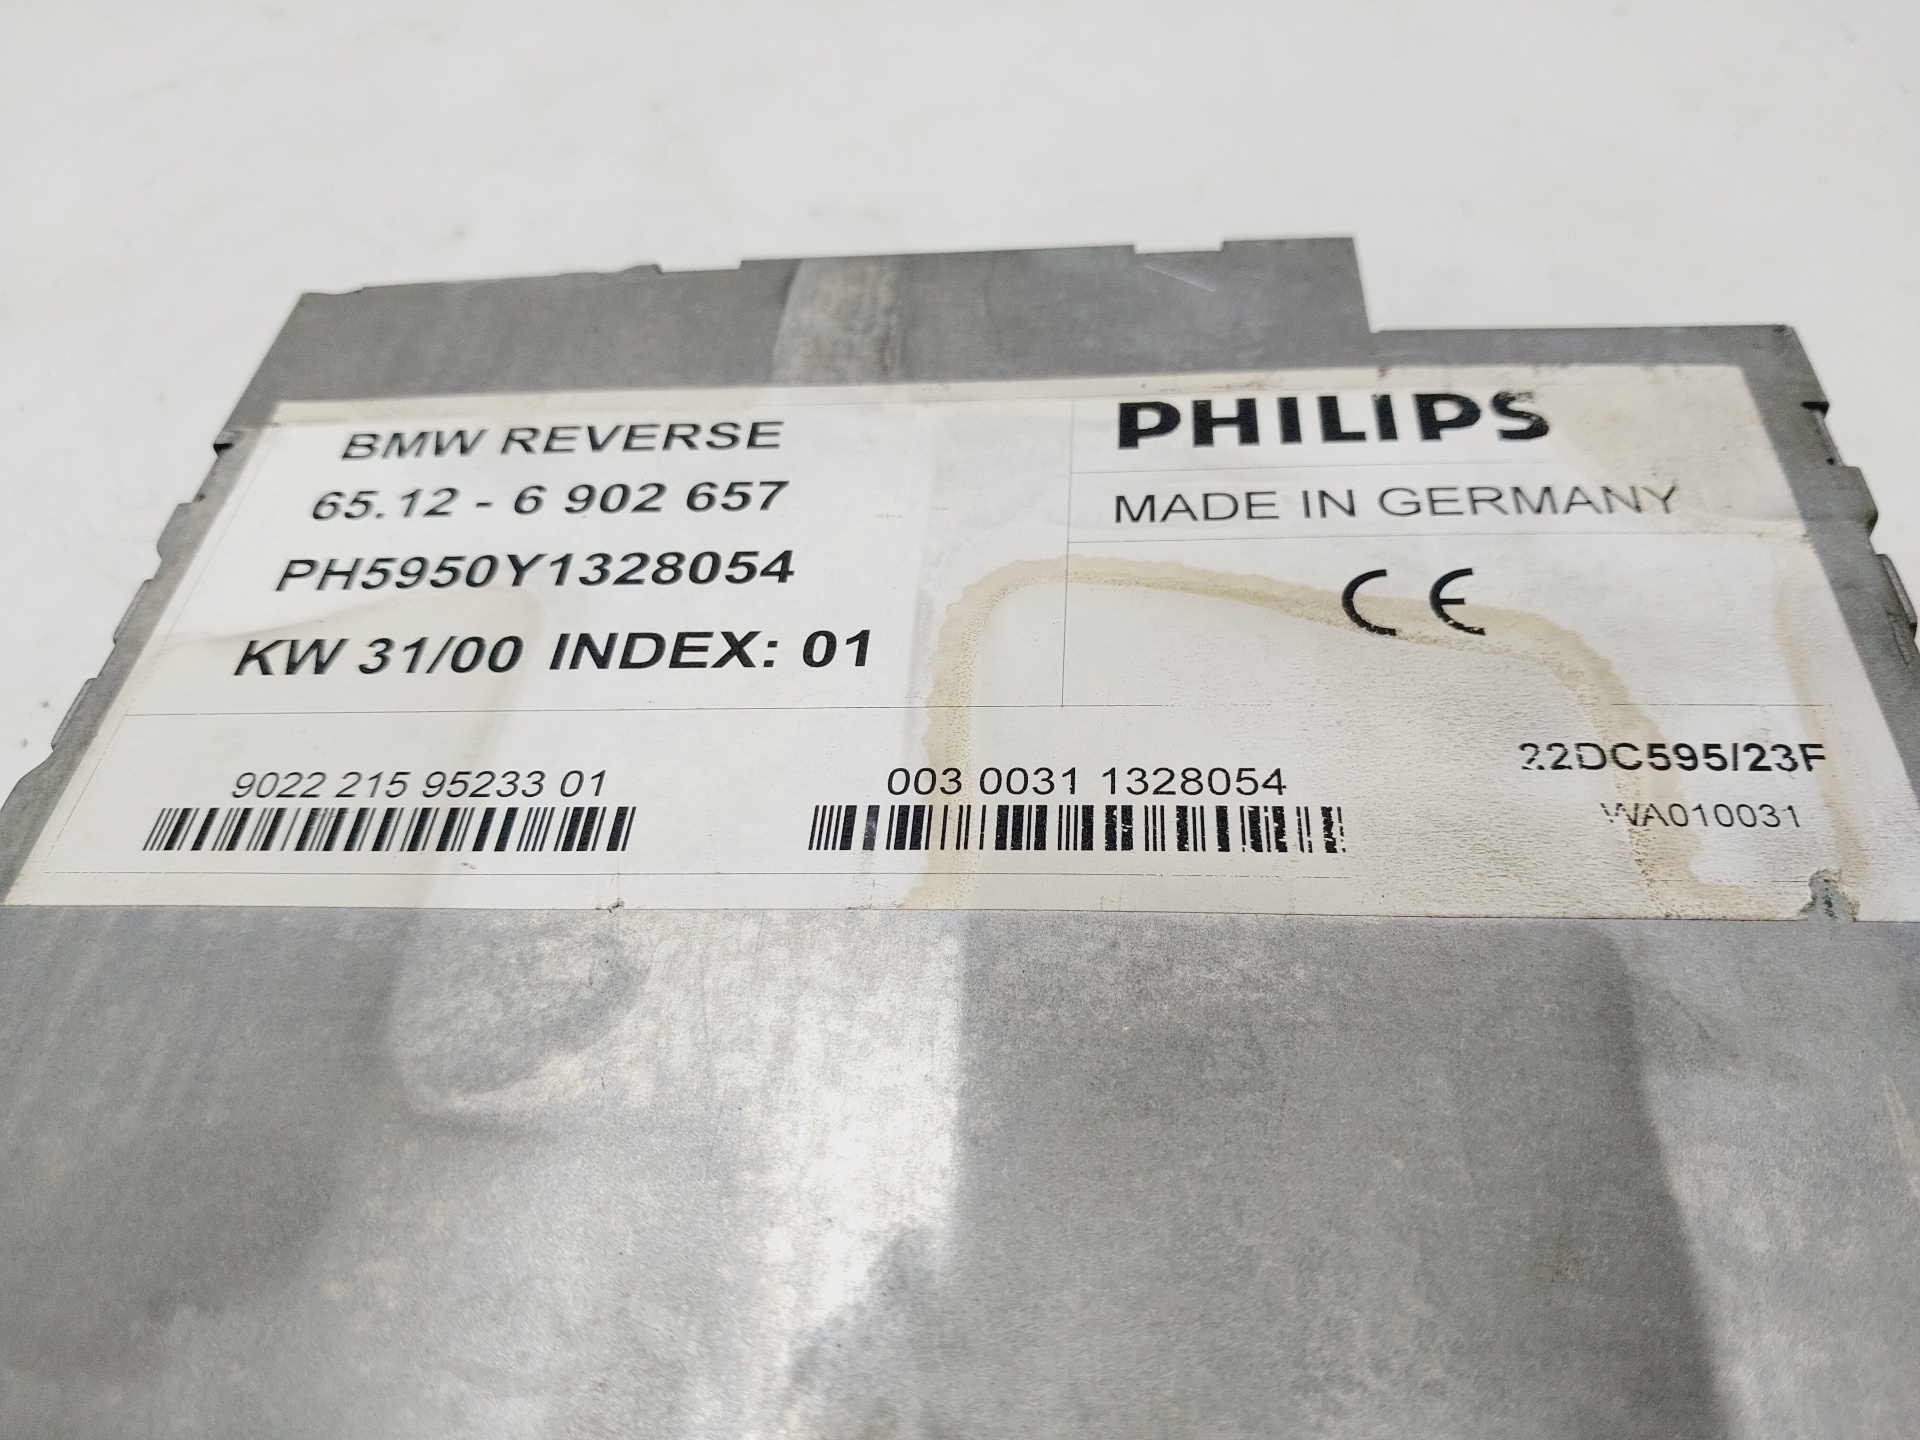 BMW REVERSE
65.12 - 6 902 657
PH5950Y1328054
KW 31/00 INDEX: 01
PHILIPS
MADE IN GERMANY
CE
9022 215 95233 01
003 0031 1328054
22DC595/23F
WA010031